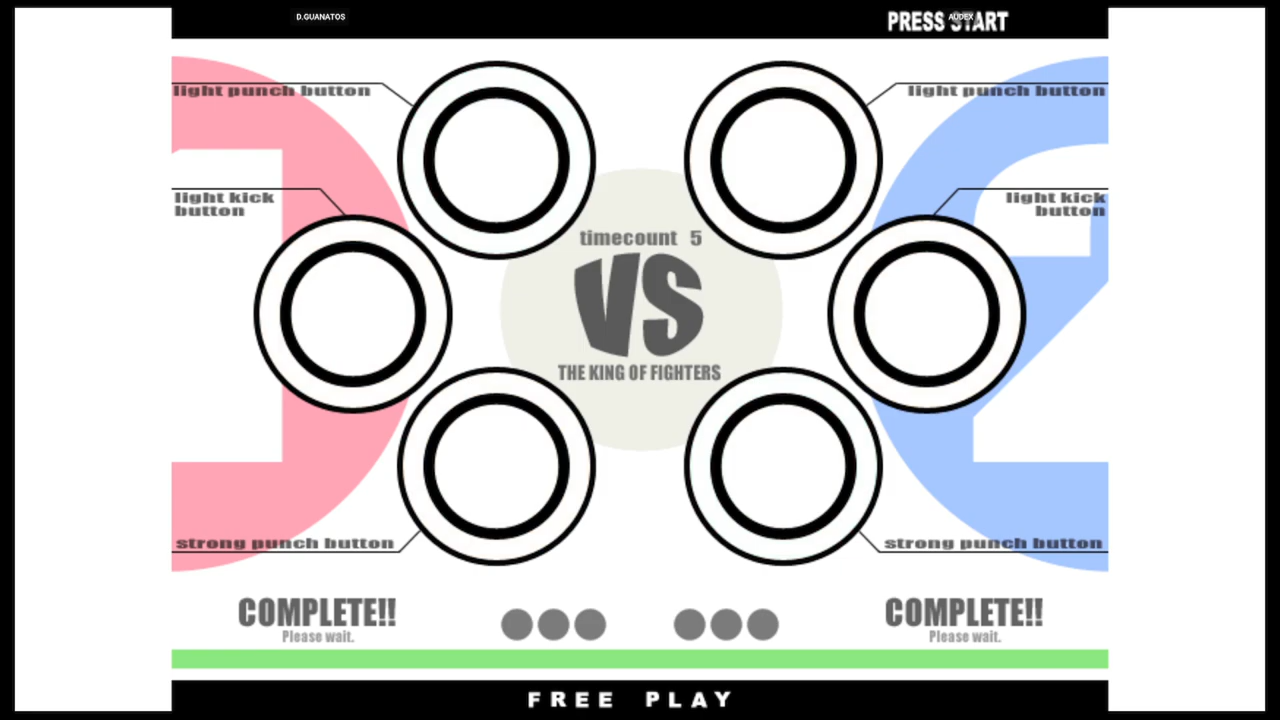 D.GUANATOS
PRESS START
AUDEX
light punch button
light punch button
light kick
button
light kick
button
timecount 5
VS
THE KING OF FIGHTERS
strong punch button
strong punch button
COMPLETE!!
Please wait.
COMPLETE!!
Please wait.
FREE PLAY